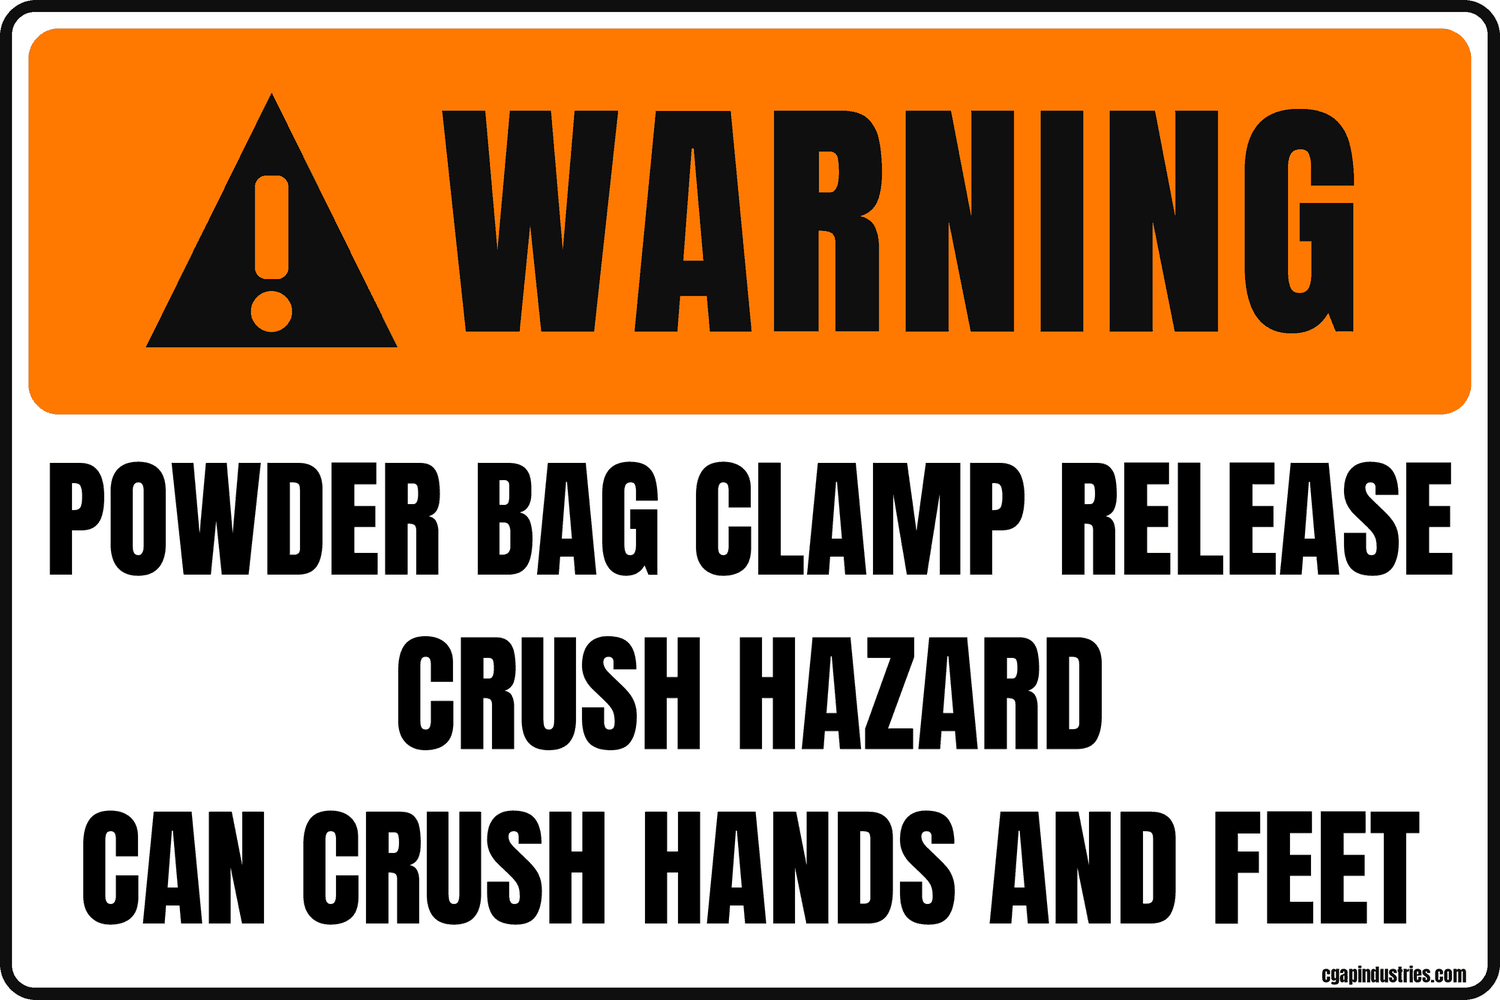 WARNING
POWDER BAG CLAMP RELEASE
CRUSH HAZARD
CAN CRUSH HANDS AND FEET
cgapindustries.com